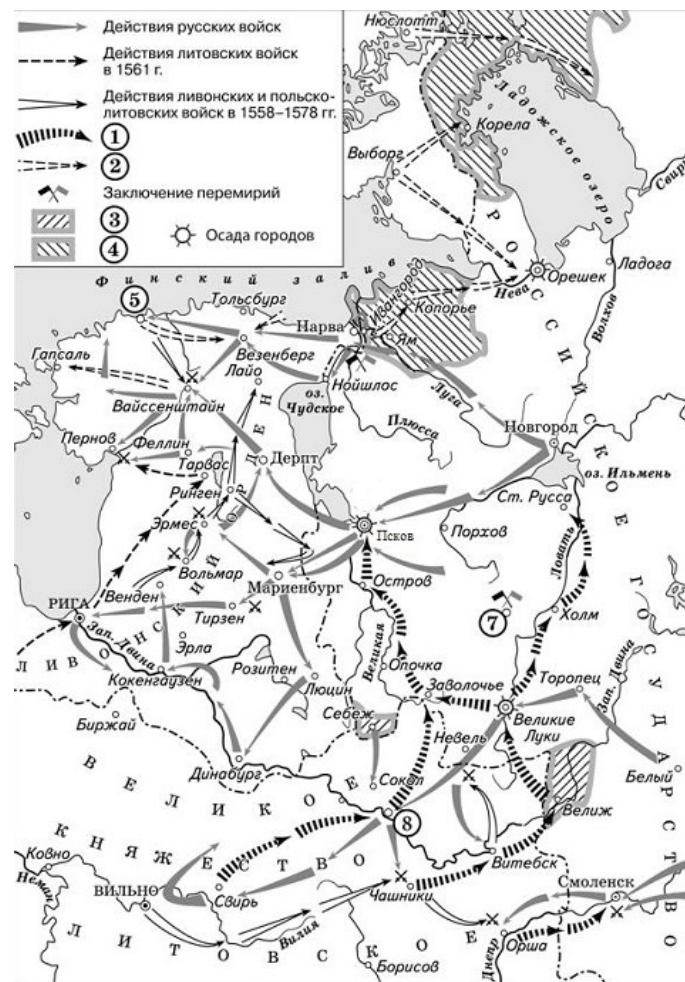 Действия русских войск
Действия литовских войск
в 1561 г.
Действия ливонских и польско-
литовских войск в 1558–1578 гг.
1
2
Заключение перемирий
3
4
Осада городов
Нюслотт
Ладожское озеро
Корела
Выборг
Свирь
Ладога
Орешек
Нева
Волхов
Финский залив
5
Тольсбург
Нарва
Ивангород
Копорье
Ям
Везенберг
Гапсаль
Лайо
Нойшлос
оз.
Чудское
Луга
Вайссенштайн
Плюсса
Новгород
Пернов
Феллин
Дерпт
оз. Ильмень
Тарвас
Ринген
Ст. Русса
Псков
Порхов
Эрмес
Ловать
Вольмар
Мариенбург
Остров
Венден
7
Холм
РИГА
Тирзен
Зап. Двина
Эрла
Великая
Опочка
Розитен
Люцин
Заволочье
Торопец
Зап. Двина
Кокенгаузен
Себеж
Великие
Луки
Биржай
Невель
Белый
Динабург
Сокол
Велиж
8
Витебск
Ковно
Неман
Свирь
Чашники
Смоленск
ВИЛЬНО
Вилия
Орша
Днепр
Борисов
ЛИВОНСКИЙ
ОРДЕН
ВЕЛИКОЕ
КНЯЖЕСТВО
ЛИТОВСКОЕ
РОССИЙСКОЕ ГОСУДАРСТВО